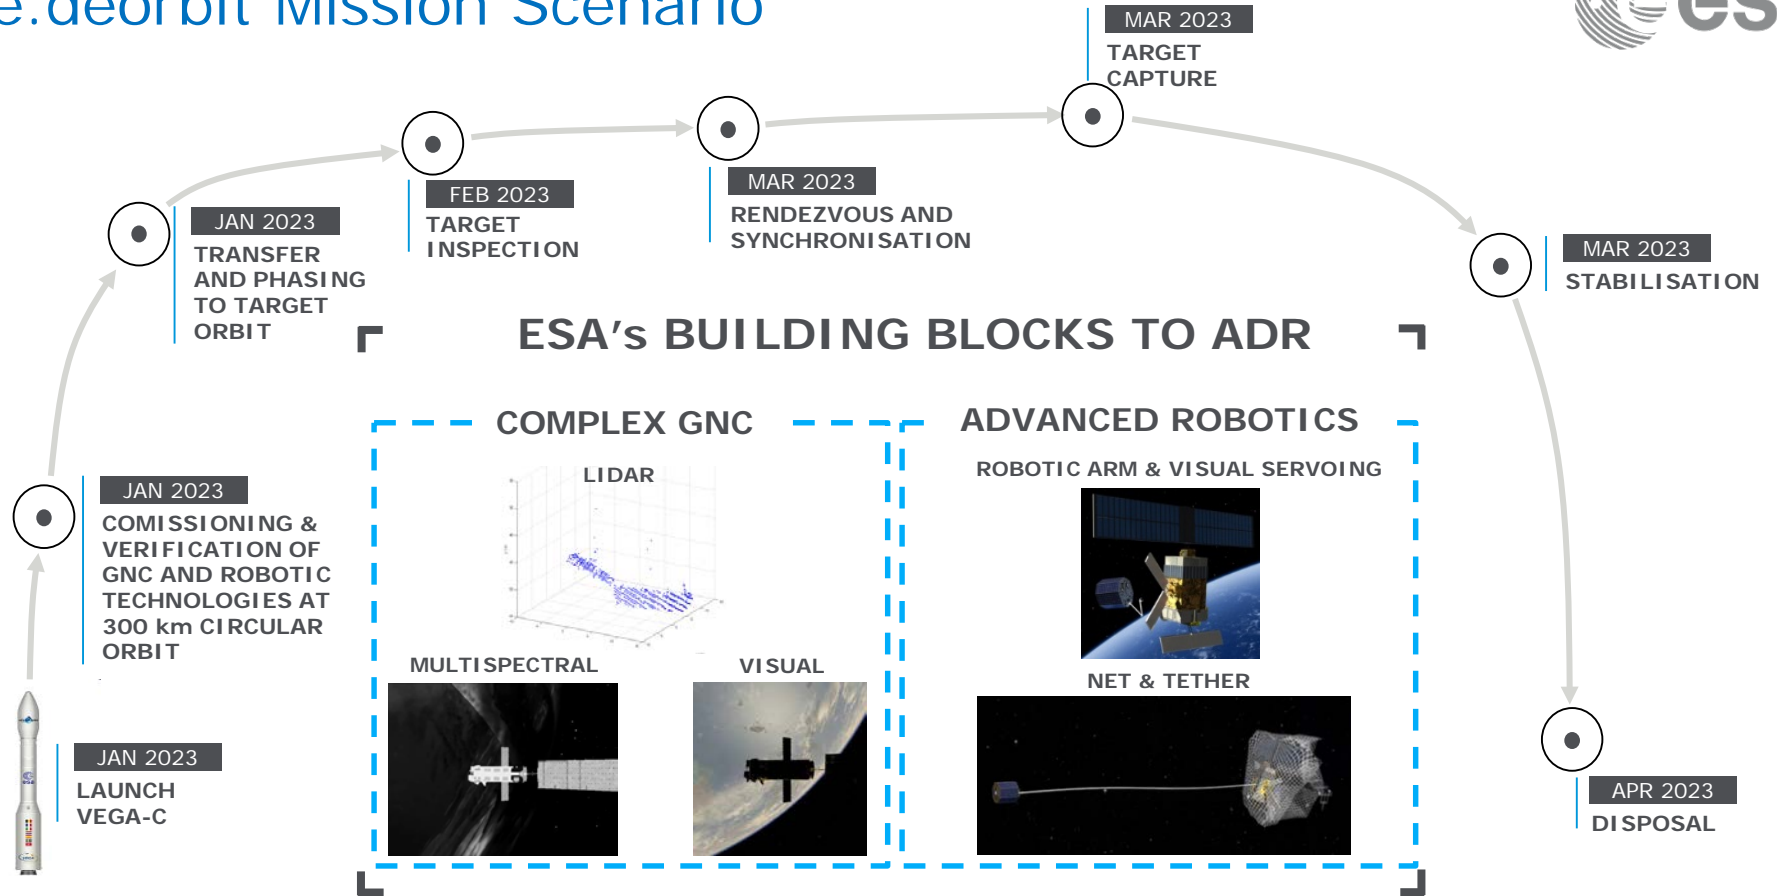 e.deorbit Mission Scenario
es
MAR 2023
TARGET
CAPTURE
FEB 2023
TARGET
INSPECTION
MAR 2023
RENDEZVOUS AND
SYNCHRONISATION
JAN 2023
TRANSFER
AND PHASING
TO TARGET
ORBIT
MAR 2023
STABILISATION
JAN 2023
COMISSIONING &
VERIFICATION OF
GNC AND ROBOTIC
TECHNOLOGIES AT
300 km CIRCULAR
ORBIT
JAN 2023
LAUNCH
VEGA-C
esa
ESA's BUILDING BLOCKS TO ADR
COMPLEX GNC
LIDAR
MULTISPECTRAL
VISUAL
ADVANCED ROBOTICS
ROBOTIC ARM & VISUAL SERVOING
NET & TETHER
APR 2023
DISPOSAL